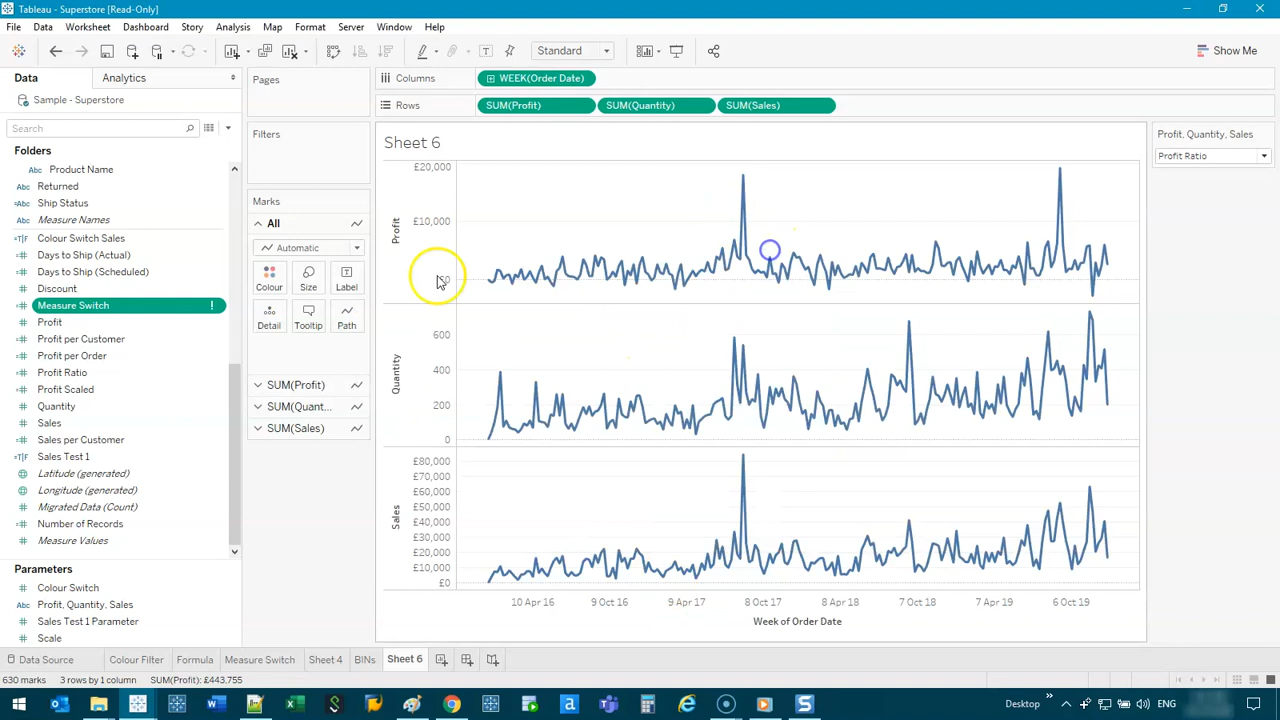 Tableau - Superstore [Read-Only]
File Data Worksheet Dashboard Story Analysis Map Format Server Window Help
Standard
Show Me
Data Analytics
Sample - Superstore
Search
Folders
Abc Product Name
Abc Returned
Abc Ship Status
Abc Measure Names
Colour Switch Sales
Days to Ship (Actual)
Days to Ship (Scheduled)
Discount
Measure Switch !
Profit
Profit per Customer
Profit per Order
Profit Ratio
Profit Scaled
Quantity
Sales
Sales per Customer
Sales Test 1
Latitude (generated)
Longitude (generated)
Migrated Data (Count)
Number of Records
Measure Values
Parameters
Colour Switch
Abc Profit, Quantity, Sales
Sales Test 1 Parameter
Scale
Pages
Filters
Marks
All
Automatic
Colour Size Label
Detail Tooltip Path
SUM(Profit)
SUM(Quant...
SUM(Sales)
Columns WEEK(Order Date)
Rows SUM(Profit) SUM(Quantity) SUM(Sales)
Sheet 6
Profit
£20,000
£10,000
Quantity
600
400
200
0
Sales
£80,000
£70,000
£60,000
£50,000
£40,000
£30,000
£20,000
£10,000
£0
10 Apr 16 9 Oct 16 9 Apr 17 8 Oct 17 8 Apr 18 7 Oct 18 7 Apr 19 6 Oct 19
Week of Order Date
Profit, Quantity, Sales
Profit Ratio
Data Source Colour Filter Formula Measure Switch Sheet 4 BINs Sheet 6
630 marks 3 rows by 1 column SUM(Profit): £443,755
Desktop ENG